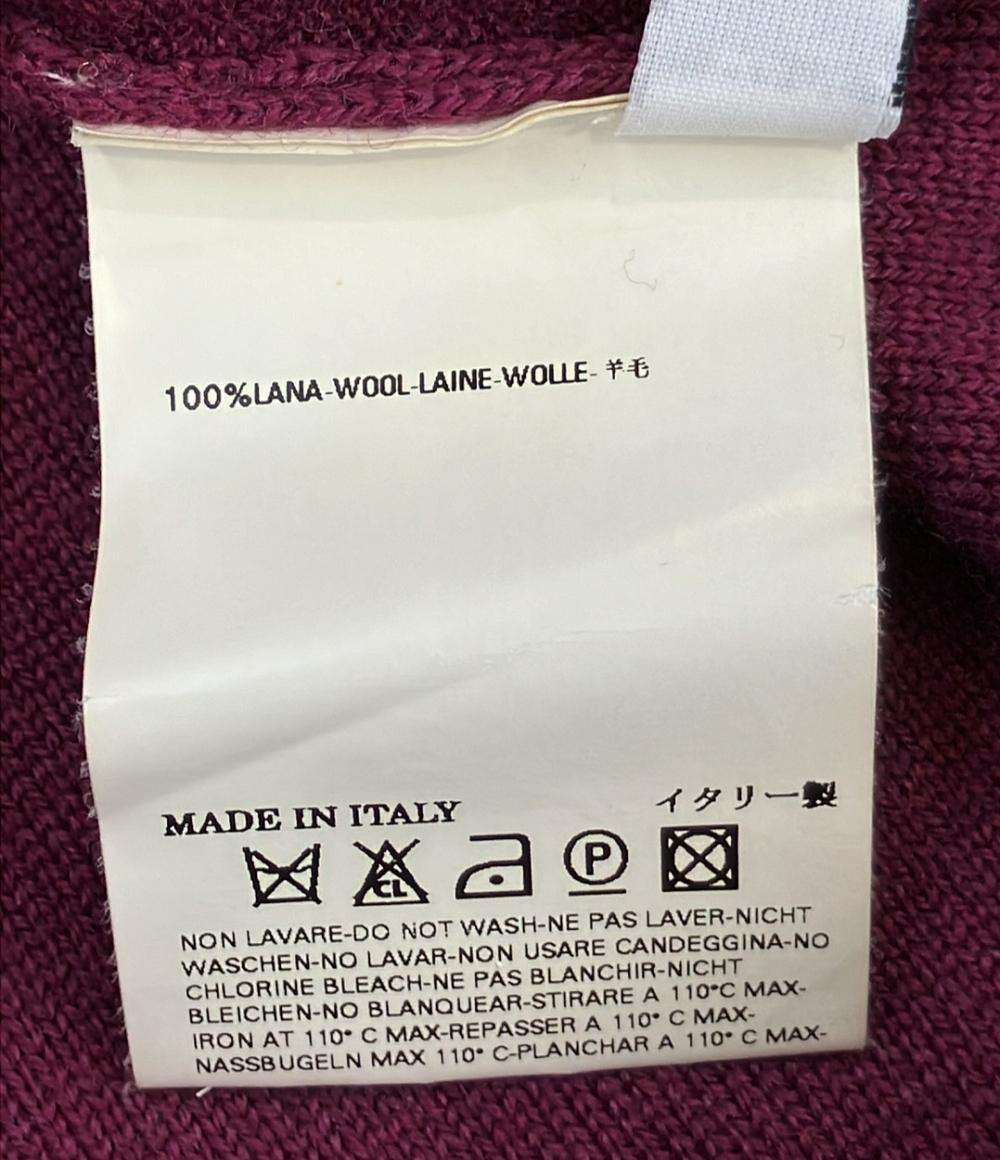 100%LANA-WOOL-LAINE-WOLLE-羊毛
MADE IN ITALY イタリー製
CL P
NON LAVARE-DO NOT WASH-NE PAS LAVER-NICHT
WASCHEN-NO LAVAR-NON USARE CANDEGGINA-NO
CHLORINE BLEACH-NE PAS BLANCHIR-NICHT
BLEICHEN-NO BLANQUEAR-STIRARE A 110°C MAX-
IRON AT 110° C MAX-REPASSER A 110° C MAX-
NASSBUGELN MAX 110° C-PLANCHAR A 110° C MAX-